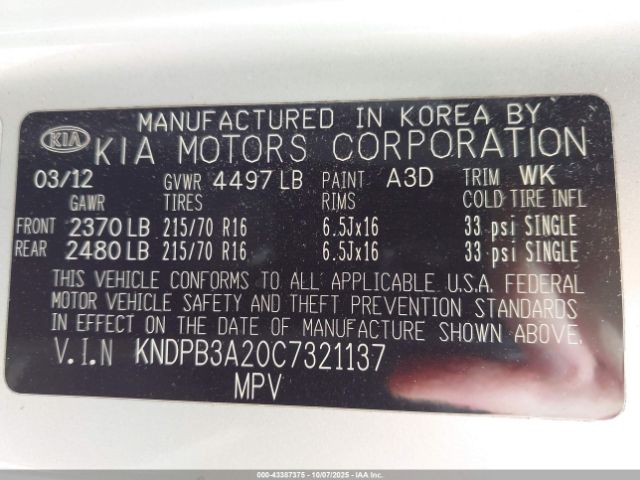 MANUFACTURED IN KOREA BY
KIA KIA MOTORS CORPORATION
03/12 GVWR 4497 LB PAINT A3D TRIM WK
GAWR TIRES RIMS COLD TIRE INFL
FRONT 2370 LB 215/70 R16 6.5Jx16 33 psi SINGLE
REAR 2480 LB 215/70 R16 6.5Jx16 33 psi SINGLE
THIS VEHICLE CONFORMS TO ALL APPLICABLE U.S.A. FEDERAL
MOTOR VEHICLE SAFETY AND THEFT PREVENTION STANDARDS
IN EFFECT ON THE DATE OF MANUFACTURE SHOWN ABOVE.
V.I.N KNDPB3A20C7321137
MPV
000-43387375 - 10/07/2025 - IAA Inc.